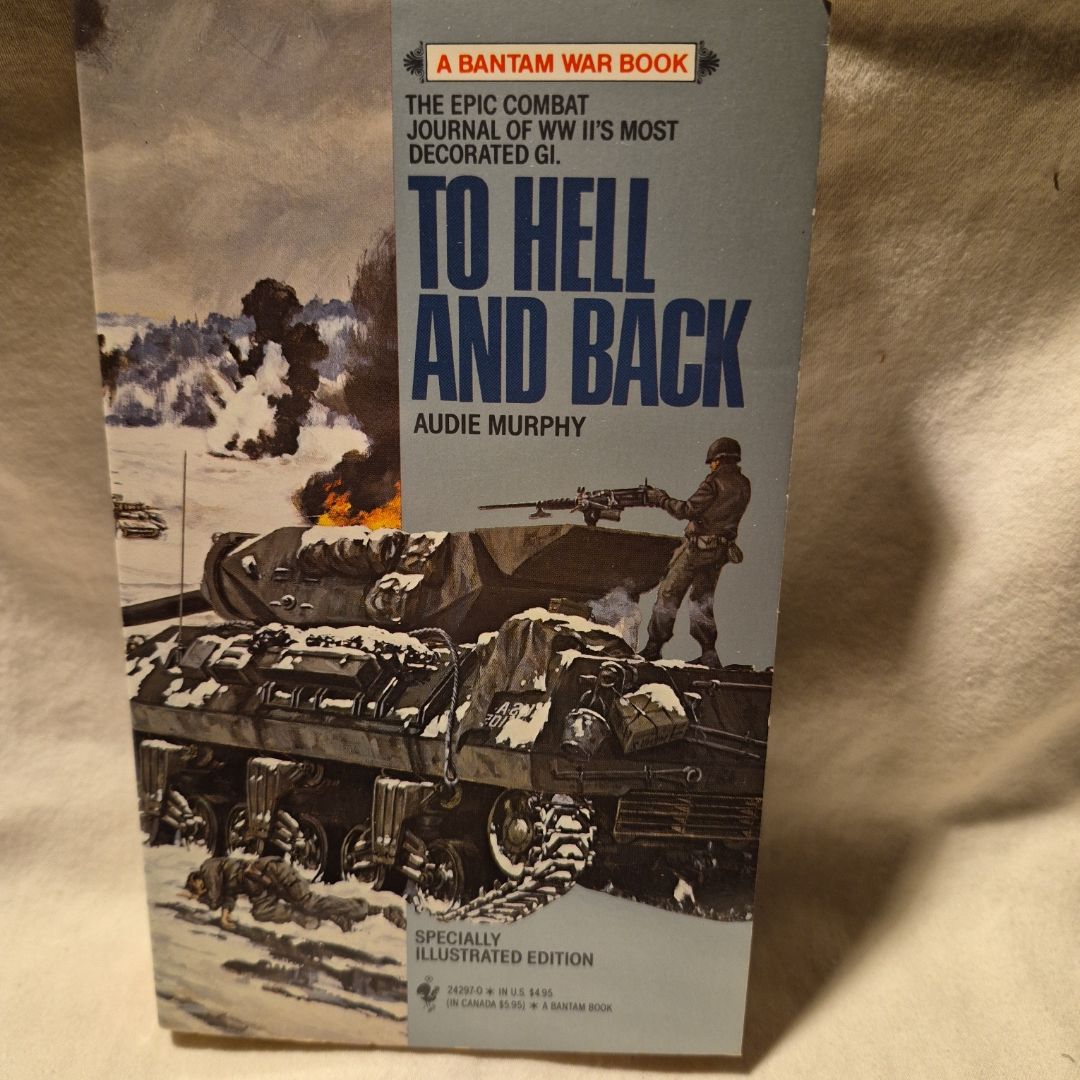 A BANTAM WAR BOOK
THE EPIC COMBAT
JOURNAL OF WW II'S MOST
DECORATED GI.
TO HELL
AND BACK
AUDIE MURPHY
SPECIALLY
ILLUSTRATED EDITION
24297-0 * IN U.S. $4.95
(IN CANADA $5.95) * A BANTAM BOOK